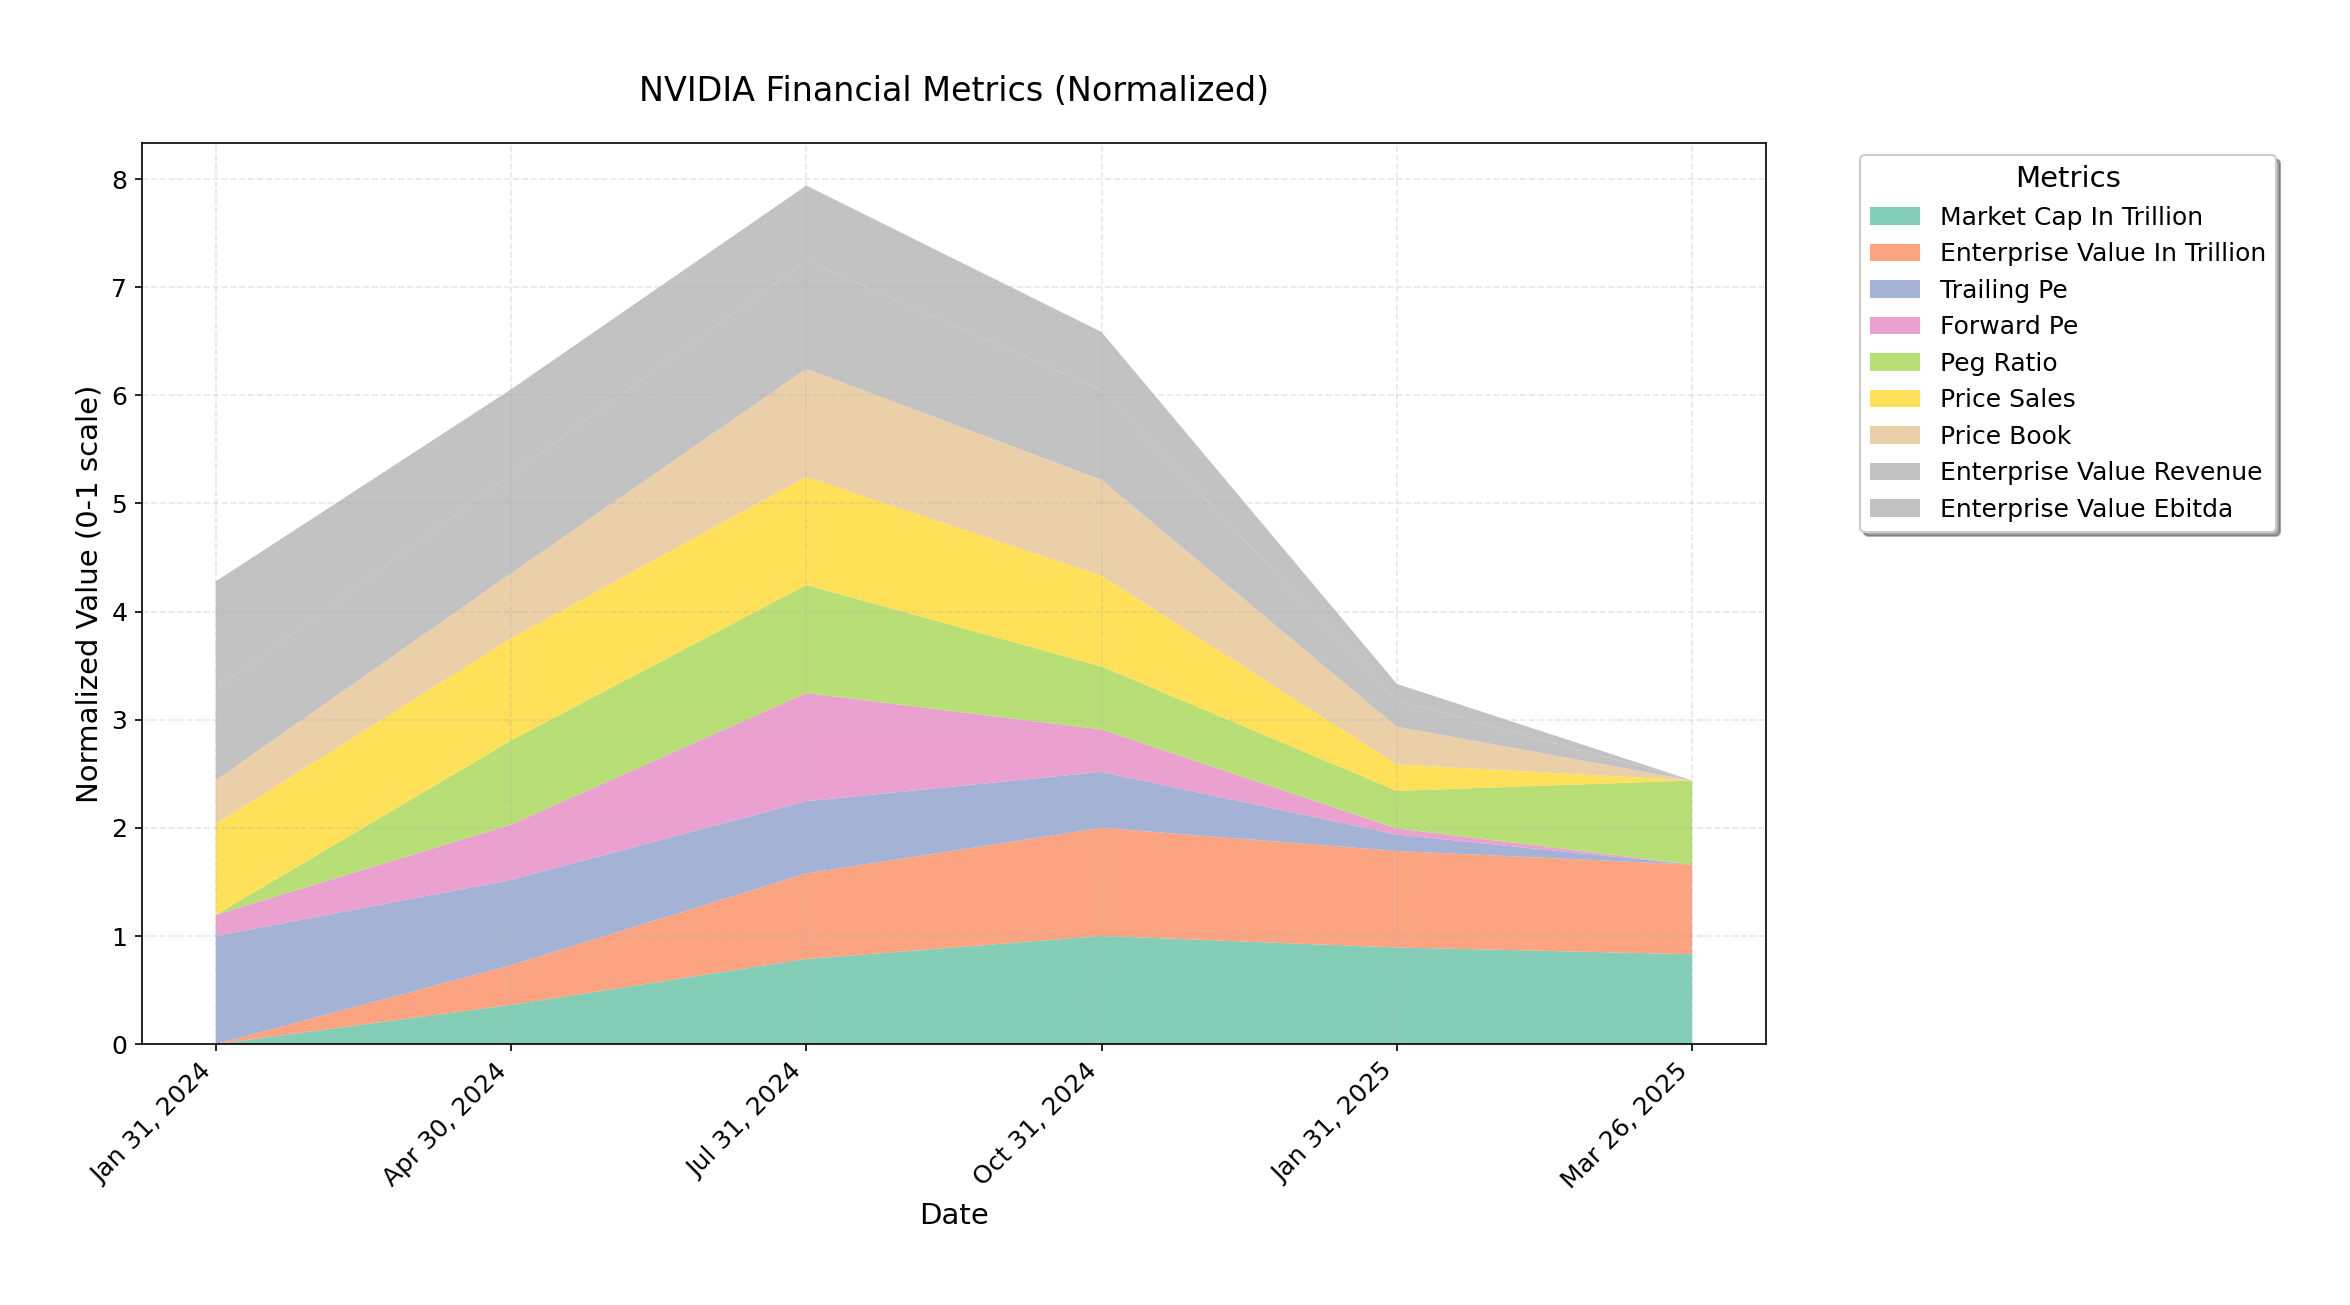 NVIDIA Financial Metrics (Normalized)
Normalized Value (0-1 scale)
8
7
6
5
4
3
2
1
0
Jan 31, 2024
Apr 30, 2024
Jul 31, 2024
Oct 31, 2024
Jan 31, 2025
Mar 26, 2025
Date
Metrics
Market Cap In Trillion
Enterprise Value In Trillion
Trailing Pe
Forward Pe
Peg Ratio
Price Sales
Price Book
Enterprise Value Revenue
Enterprise Value Ebitda